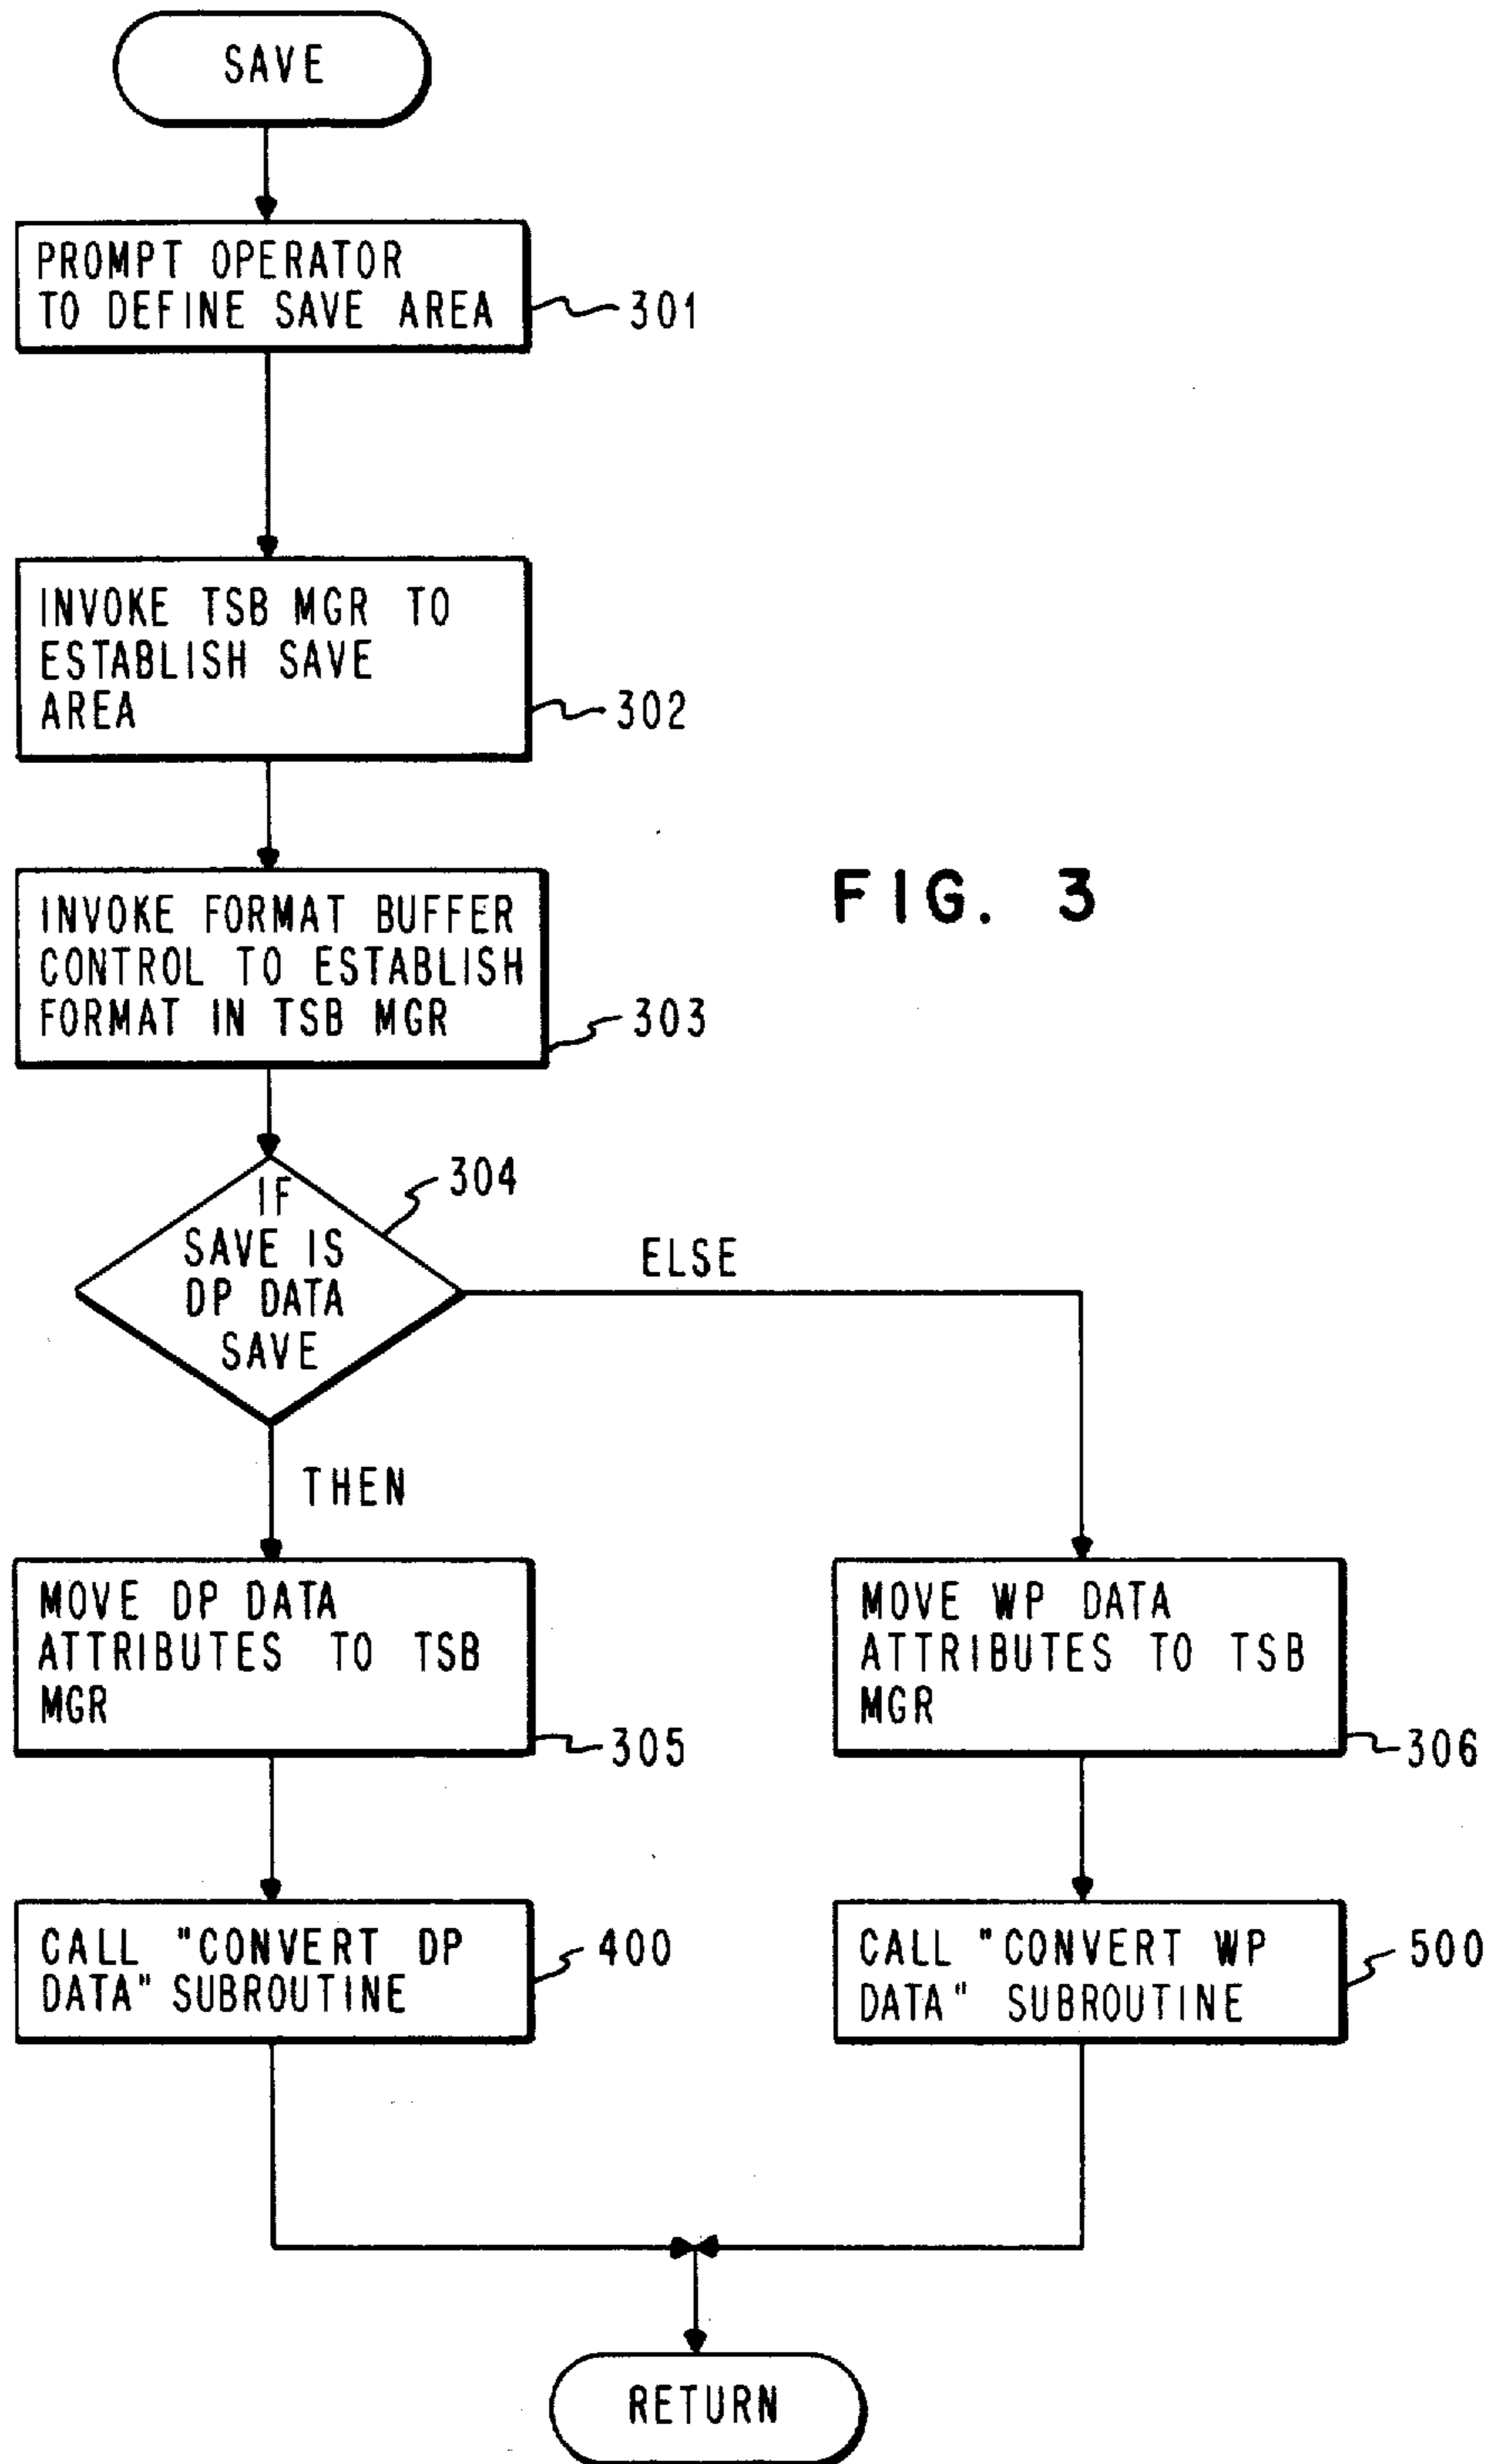 SAVE
PROMPT OPERATOR
TO DEFINE SAVE AREA
301
INVOKE TSB MGR TO
ESTABLISH SAVE
AREA
302
INVOKE FORMAT BUFFER
CONTROL TO ESTABLISH
FORMAT IN TSB MGR
303
FIG. 3
IF
SAVE IS
DP DATA
SAVE
304
ELSE
THEN
MOVE DP DATA
ATTRIBUTES TO TSB
MGR
305
MOVE WP DATA
ATTRIBUTES TO TSB
MGR
306
CALL "CONVERT DP
DATA" SUBROUTINE
400
CALL "CONVERT WP
DATA" SUBROUTINE
500
RETURN